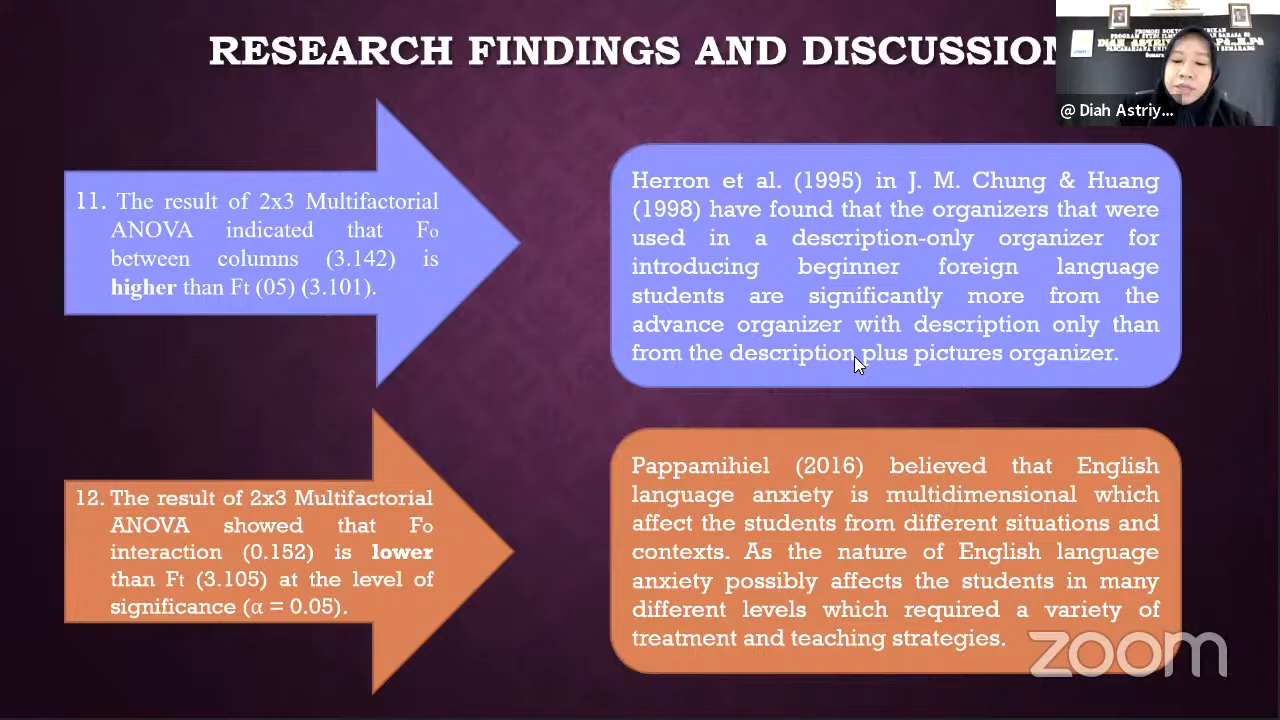 RESEARCH FINDINGS AND DISCUSSION
PROGRAM STUDI
DIAH
@ Diah Astriy...
11. The result of 2x3 Multifactorial
ANOVA indicated that Fo
between columns (3.142) is
higher than Ft (05) (3.101).
Herron et al. (1995) in J. M. Chung & Huang
(1998) have found that the organizers that were
used in a description-only organizer for
introducing beginner foreign language
students are significantly more from the
advance organizer with description only than
from the description plus pictures organizer.
12. The result of 2x3 Multifactorial
ANOVA showed that Fo
interaction (0.152) is lower
than Ft (3.105) at the level of
significance (α = 0.05).
Pappamihiel (2016) believed that English
language anxiety is multidimensional which
affect the students from different situations and
contexts. As the nature of English language
anxiety possibly affects the students in many
different levels which required a variety of
treatment and teaching strategies.
zoom